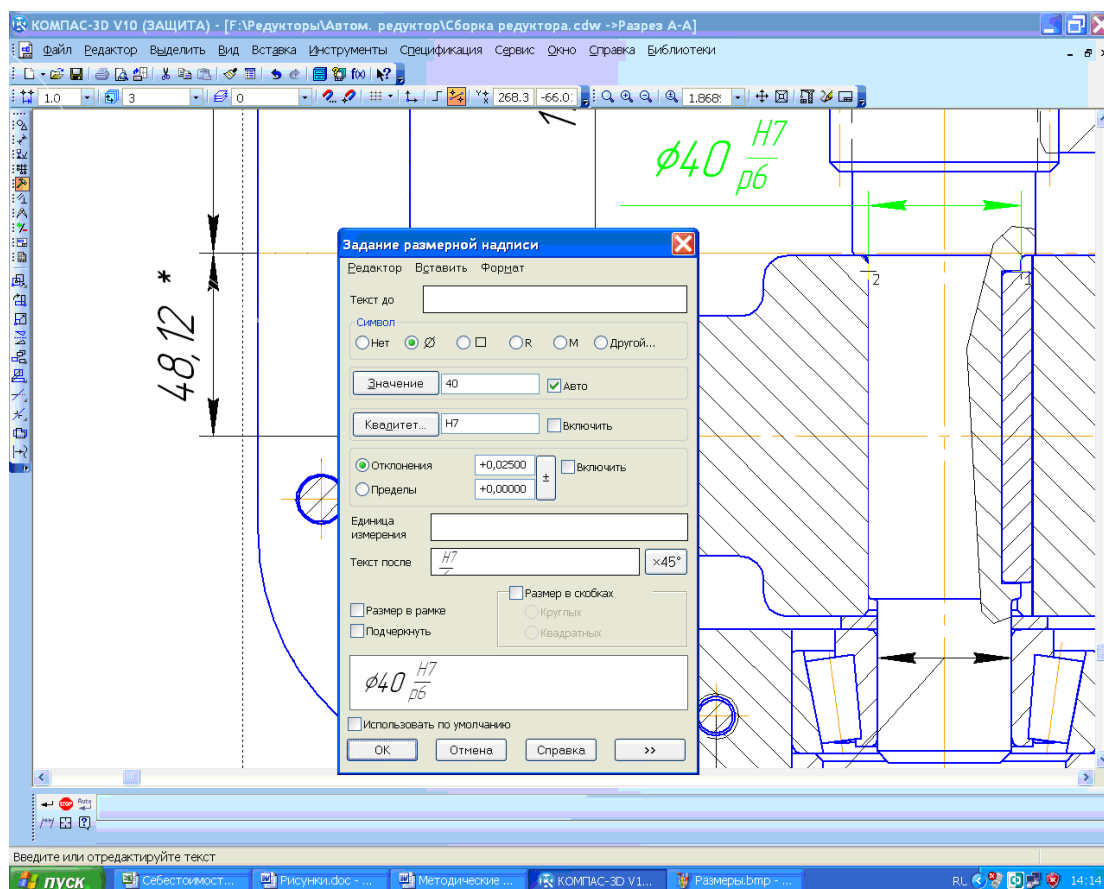 КОМПАС-3D V10 (ЗАЩИТА) - [F:\Редукторы\Автом. редуктор\Сборка редуктора.cdw ->Разрез А-А]
Файл Редактор Выделить Вид Вставка Инструменты Спецификация Сервис Окно Справка Библиотеки
1.0 3 0 268.3 -66.0 1.868
ø40 H7/p6
2 1
48,12 *
Задание размерной надписи
Редактор Вставить Формат
Текст до
Символ
Нет Ø □ R M Другой...
Значение 40 Авто
Квалитет... H7 Включить
Отклонения +0,02500 ± Включить
Пределы +0,00000
Единица
измерения
Текст после H7 ×45°
Размер в скобках
Размер в рамке Круглых
Подчеркнуть Квадратных
ø40 H7/p6
Использовать по умолчанию
OK Отмена Справка >>
STOP Auto
Введите или отредактируйте текст
пуск Себестоимост... Рисунки.doc - ... Методические ... КОМПАС-3D V1... Размеры.bmp - ... RL 14:14